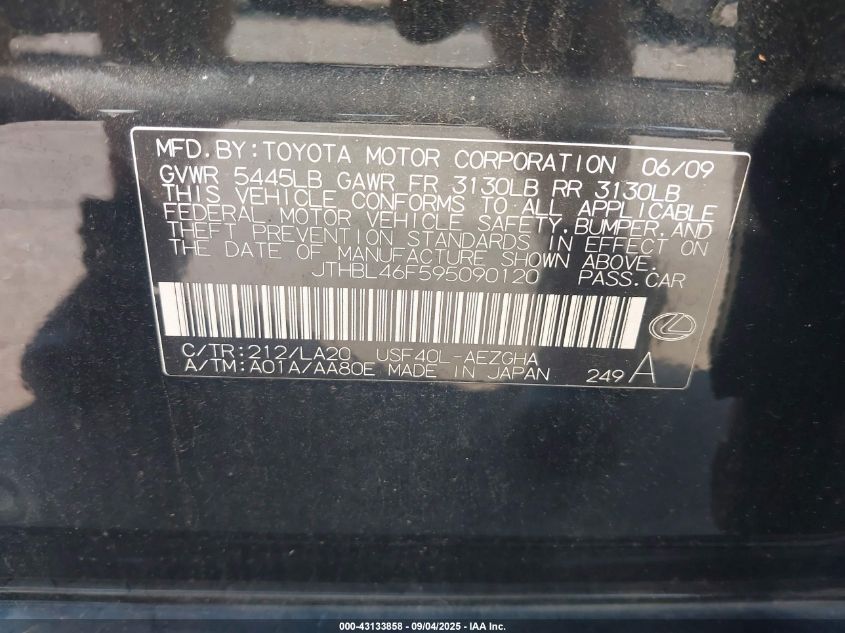 MFD. BY: TOYOTA MOTOR CORPORATION 06/09
GVWR 5445LB GAWR FR 3130LB RR 3130LB
THIS VEHICLE CONFORMS TO ALL APPLICABLE
FEDERAL MOTOR VEHICLE SAFETY, BUMPER, AND
THEFT PREVENTION STANDARDS IN EFFECT ON
THE DATE OF MANUFACTURE SHOWN ABOVE.
JTHBL46F595090120 PASS. CAR
C/TR: 212/LA20 USF40L-AEZGHA
A/TM: A01A/AA80E MADE IN JAPAN 249 A
000-43133858 - 09/04/2025 - IAA Inc.